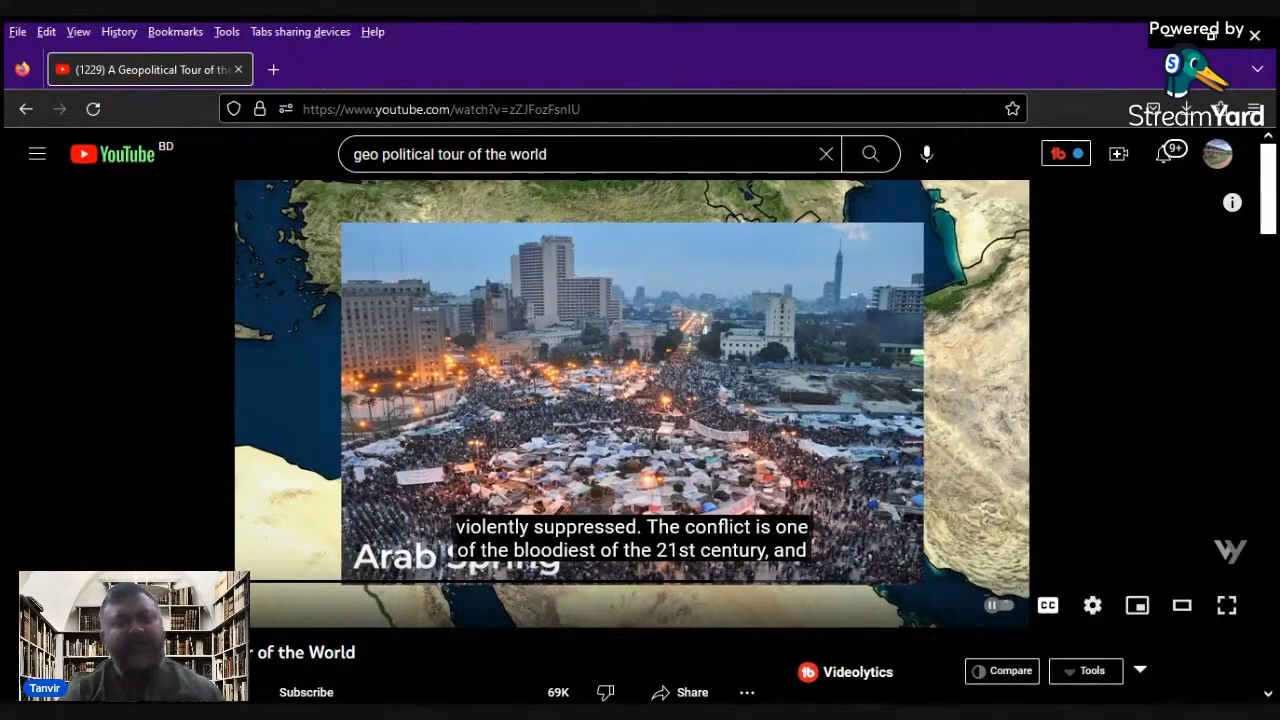 File Edit View History Bookmarks Tools Tabs sharing devices Help
Powered by
(1229) A Geopolitical Tour of the
StreamYard
https://www.youtube.com/watch?v=zZJFozFsnIU
YouTube BD
geo political tour of the world
9+
violently suppressed. The conflict is one
of the bloodiest of the 21st century, and
Arab Spring
CC
of the World
Tanvir
Subscribe
69K
Share
Videolytics
Compare
Tools